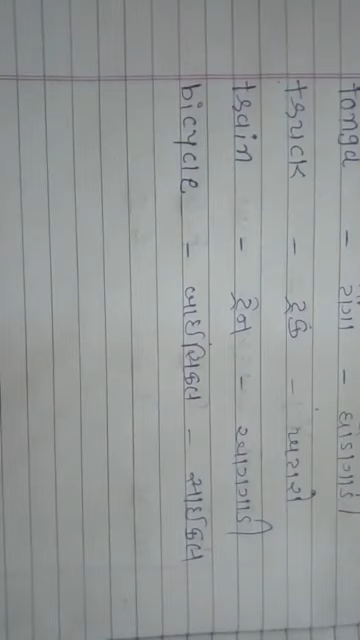 tonga - ટાંગા - ઘોડાગાડી
truck - ટ્રક - ખટારો
train - ટ્રેન - આગગાડી
bicycle - બાઈસિકલ - સાઈકલ